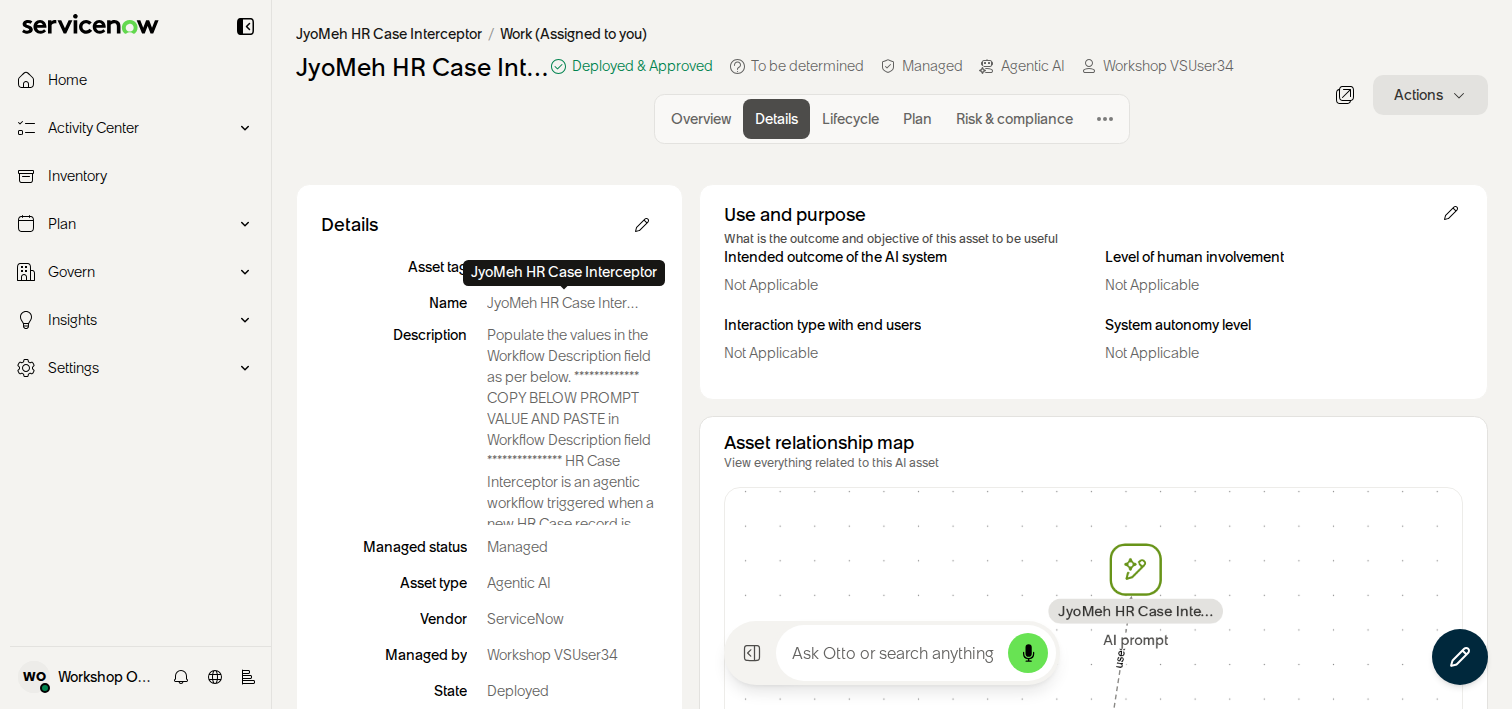 servicenow
Home
Activity Center
Inventory
Plan
Govern
Insights
Settings
WO Workshop O...
JyoMeh HR Case Interceptor / Work (Assigned to you)
JyoMeh HR Case Int... Deployed & Approved To be determined Managed Agentic AI Workshop VSUser34
Actions
Overview Details Lifecycle Plan Risk & compliance
Details
Asset tag
JyoMeh HR Case Interceptor
Name JyoMeh HR Case Inter...
Description Populate the values in the
Workflow Description field
as per below. *************
COPY BELOW PROMPT
VALUE AND PASTE in
Workflow Description field
*************** HR Case
Interceptor is an agentic
workflow triggered when a
new HR Case record is
Managed status Managed
Asset type Agentic AI
Vendor ServiceNow
Managed by Workshop VSUser34
State Deployed
Use and purpose
What is the outcome and objective of this asset to be useful
Intended outcome of the AI system Level of human involvement
Not Applicable Not Applicable
Interaction type with end users System autonomy level
Not Applicable Not Applicable
Asset relationship map
View everything related to this AI asset
JyoMeh HR Case Inte...
AI prompt
Ask Otto or search anything